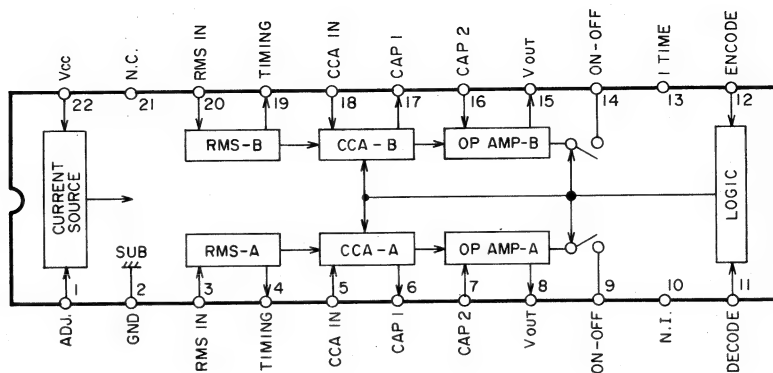 Vcc
N.C.
RMS IN
TIMING
CCA IN
CAP 1
CAP 2
VOUT
ON-OFF
I TIME
ENCODE
22
21
20
19
18
17
16
15
14
13
12
CURRENT SOURCE
RMS-B
CCA-B
OP AMP-B
LOGIC
SUB
RMS-A
CCA-A
OP AMP-A
1
2
3
4
5
6
7
8
9
10
11
ADJ.
GND
RMS IN
TIMING
CCA IN
CAP 1
CAP 2
VOUT
ON-OFF
N.I.
DECODE